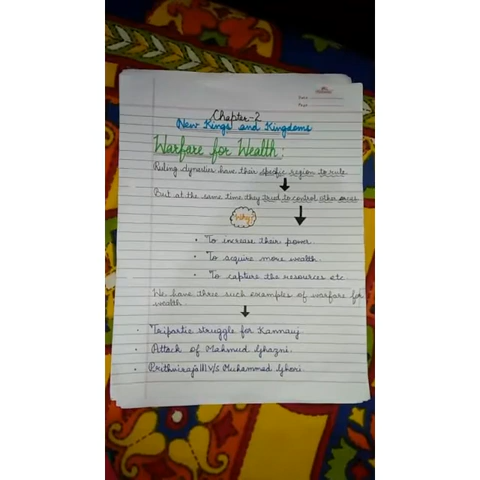 Date
Page
Chapter-2
New Kings and Kingdoms
Warfare for Wealth:
Ruling dynasties have their specific region to rule
But at the same time they tried to control other areas
Why?
• To increase their power.
• To acquire more wealth.
• To capture the resources etc
We have three such examples of warfare for
wealth
• Tripartite struggle for Kannauj
• Attack of Mahmud Ghazni.
• Prithviraja III v/s Muhammad Ghori.